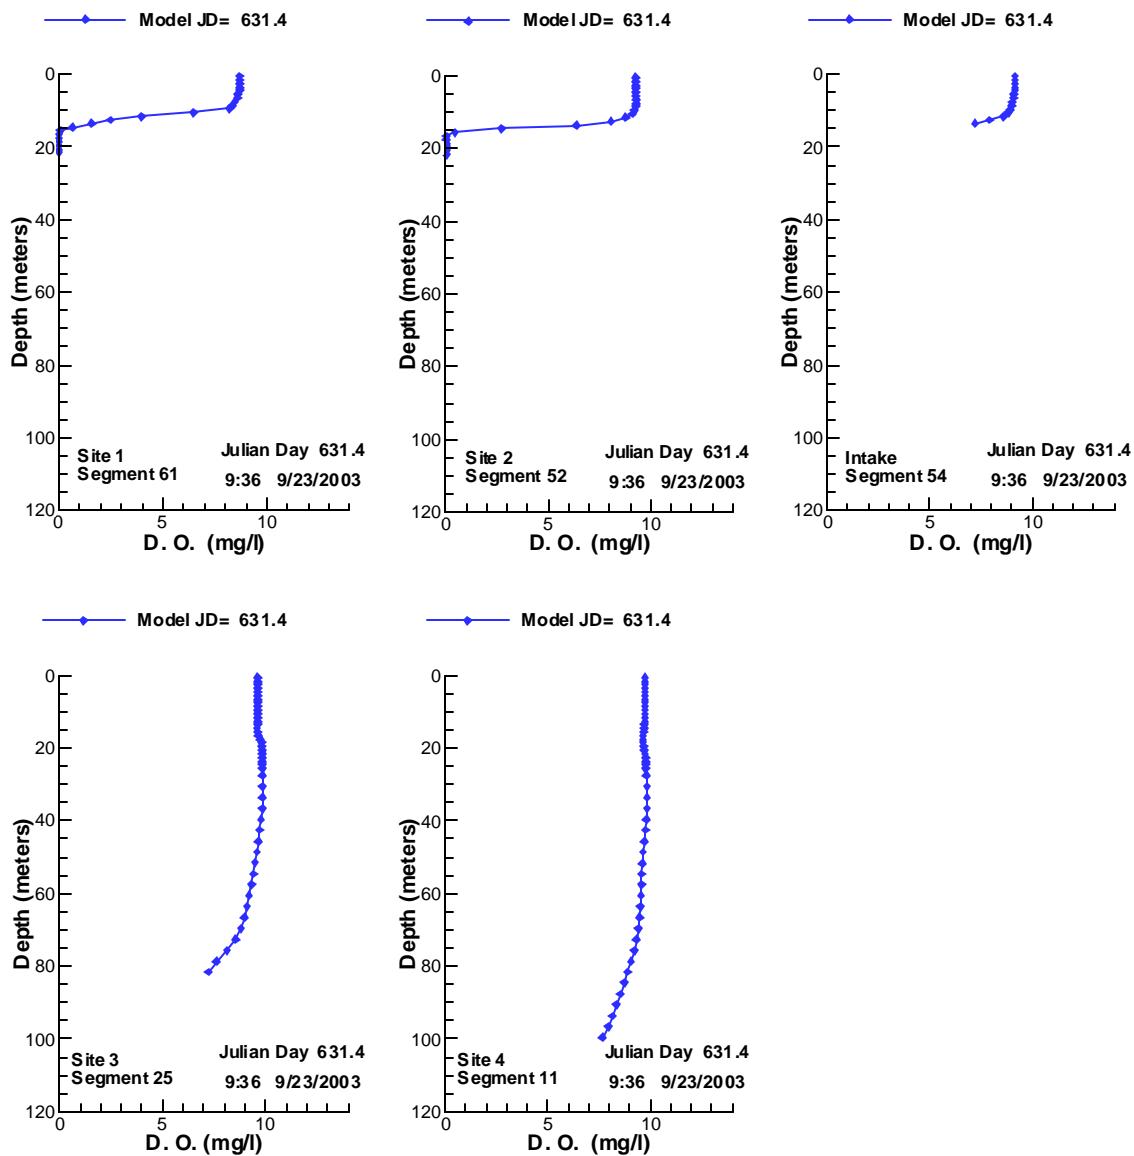 Model JD= 631.4
0
20
40
60
80
100
120
Depth (meters)
Site 1
Segment 61
Julian Day 631.4
9:36 9/23/2003
0 5 10
D. O. (mg/l)
Model JD= 631.4
0
20
40
60
80
100
120
Depth (meters)
Site 2
Segment 52
Julian Day 631.4
9:36 9/23/2003
0 5 10
D. O. (mg/l)
Model JD= 631.4
0
20
40
60
80
100
120
Depth (meters)
Intake
Segment 54
Julian Day 631.4
9:36 9/23/2003
0 5 10
D. O. (mg/l)
Model JD= 631.4
0
20
40
60
80
100
120
Depth (meters)
Site 3
Segment 25
Julian Day 631.4
9:36 9/23/2003
0 5 10
D. O. (mg/l)
Model JD= 631.4
0
20
40
60
80
100
120
Depth (meters)
Site 4
Segment 11
Julian Day 631.4
9:36 9/23/2003
0 5 10
D. O. (mg/l)